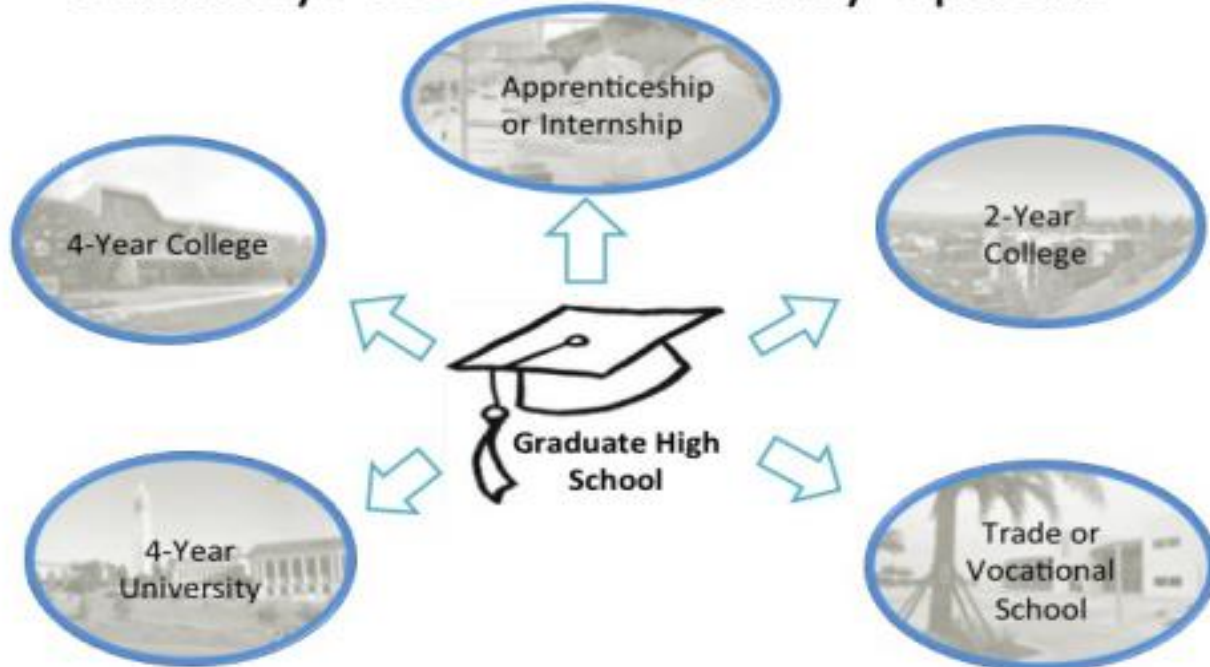 Apprenticeship
or Internship
4-Year College
2-Year
College
Graduate High
School
4-Year
University
Trade or
Vocational
School